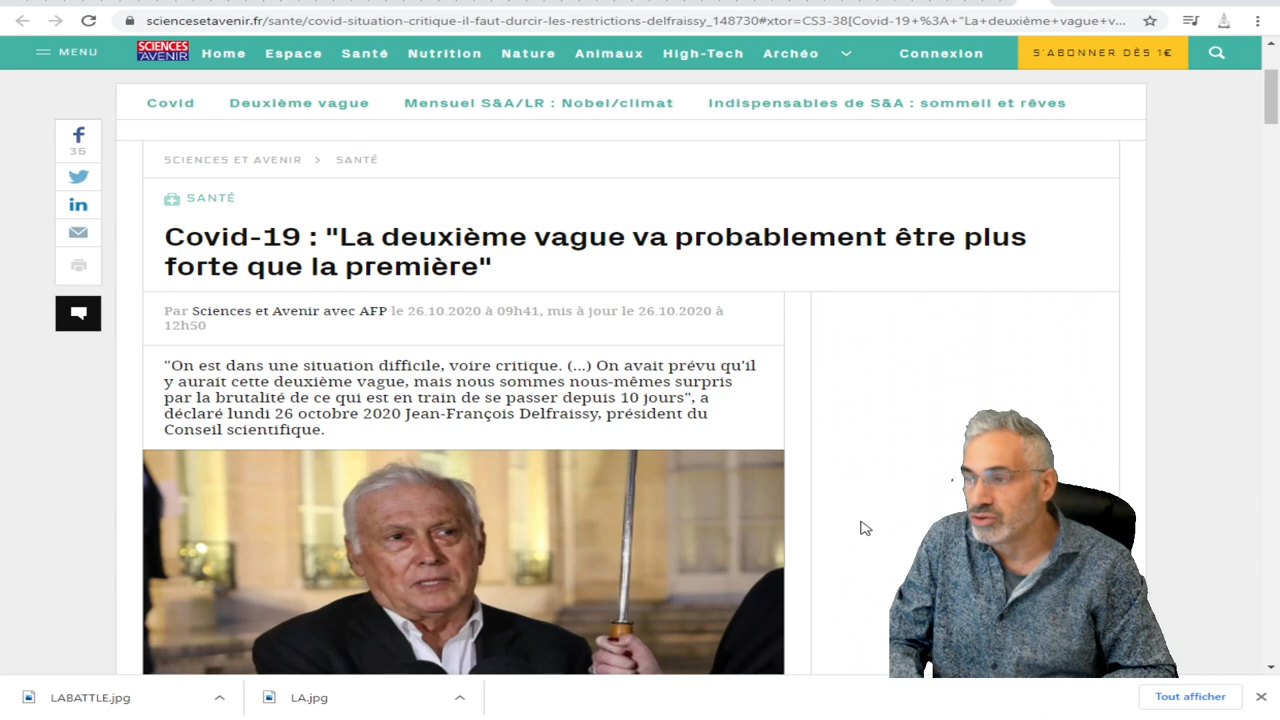 sciencesetavenir.fr/sante/covid-situation-critique-il-faut-durcir-les-restrictions-delfraissy_148730#xtor=CS3-38[Covid-19+%3A+"La+deuxième+vague+v...
MENU
SCIENCES
AVENIR
Home Espace Santé Nutrition Nature Animaux High-Tech Archéo Connexion S'ABONNER DÈS 1€
Covid Deuxième vague Mensuel S&A/LR : Nobel/climat Indispensables de S&A : sommeil et rêves
36
SCIENCES ET AVENIR > SANTÉ
SANTÉ
Covid-19 : "La deuxième vague va probablement être plus
forte que la première"
Par Sciences et Avenir avec AFP le 26.10.2020 à 09h41, mis à jour le 26.10.2020 à
12h50
"On est dans une situation difficile, voire critique. (...) On avait prévu qu'il
y aurait cette deuxième vague, mais nous sommes nous-mêmes surpris
par la brutalité de ce qui est en train de se passer depuis 10 jours", a
déclaré lundi 26 octobre 2020 Jean-François Delfraissy, président du
Conseil scientifique.
LABATTLE.jpg LA.jpg Tout afficher